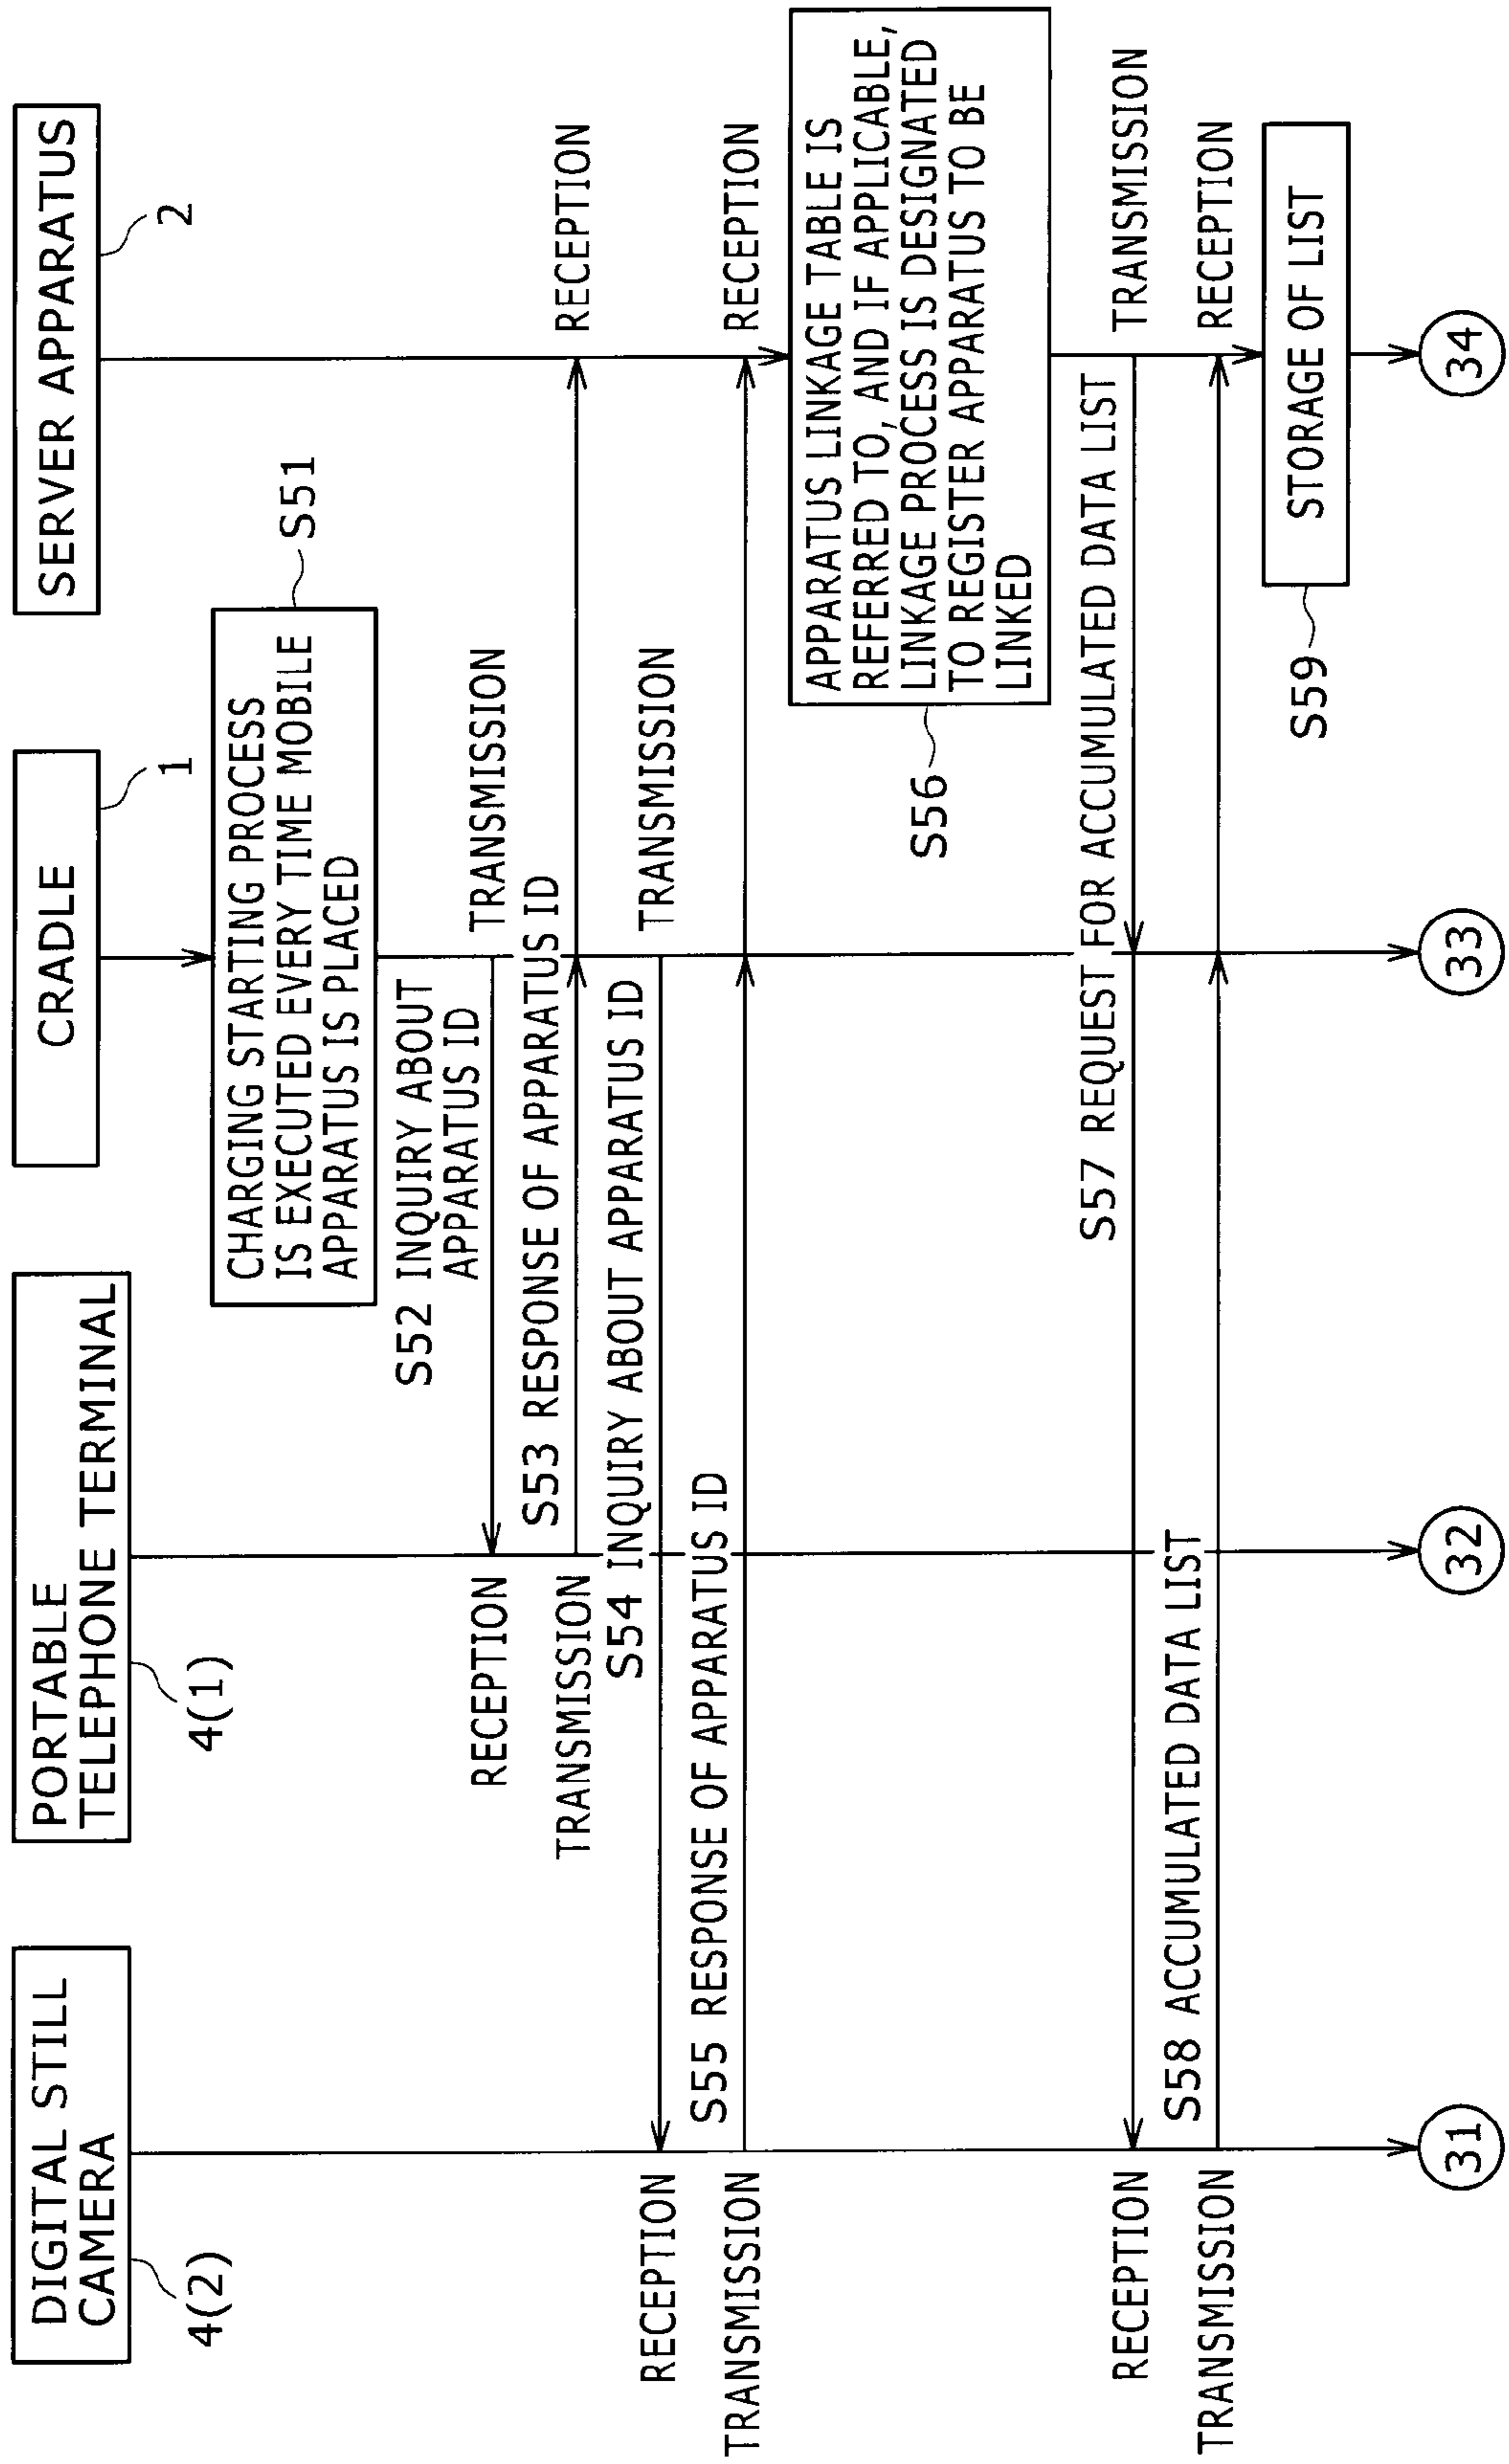 DIGITAL STILL
CAMERA
4(2)
PORTABLE
TELEPHONE TERMINAL
4(1)
CRADLE
1
SERVER APPARATUS
2
CHARGING STARTING PROCESS
IS EXECUTED EVERY TIME MOBILE
APPARATUS IS PLACED
S51
S52 INQUIRY ABOUT
APPARATUS ID
RECEPTION
TRANSMISSION
S53 RESPONSE OF APPARATUS ID
TRANSMISSION
RECEPTION
S54 INQUIRY ABOUT APPARATUS ID
RECEPTION
TRANSMISSION
S55 RESPONSE OF APPARATUS ID
TRANSMISSION
RECEPTION
APPARATUS LINKAGE TABLE IS
REFERRED TO, AND IF APPLICABLE,
LINKAGE PROCESS IS DESIGNATED
TO REGISTER APPARATUS TO BE
LINKED
S56
S57 REQUEST FOR ACCUMULATED DATA LIST
RECEPTION
TRANSMISSION
S58 ACCUMULATED DATA LIST
TRANSMISSION
RECEPTION
STORAGE OF LIST
S59
31
32
33
34